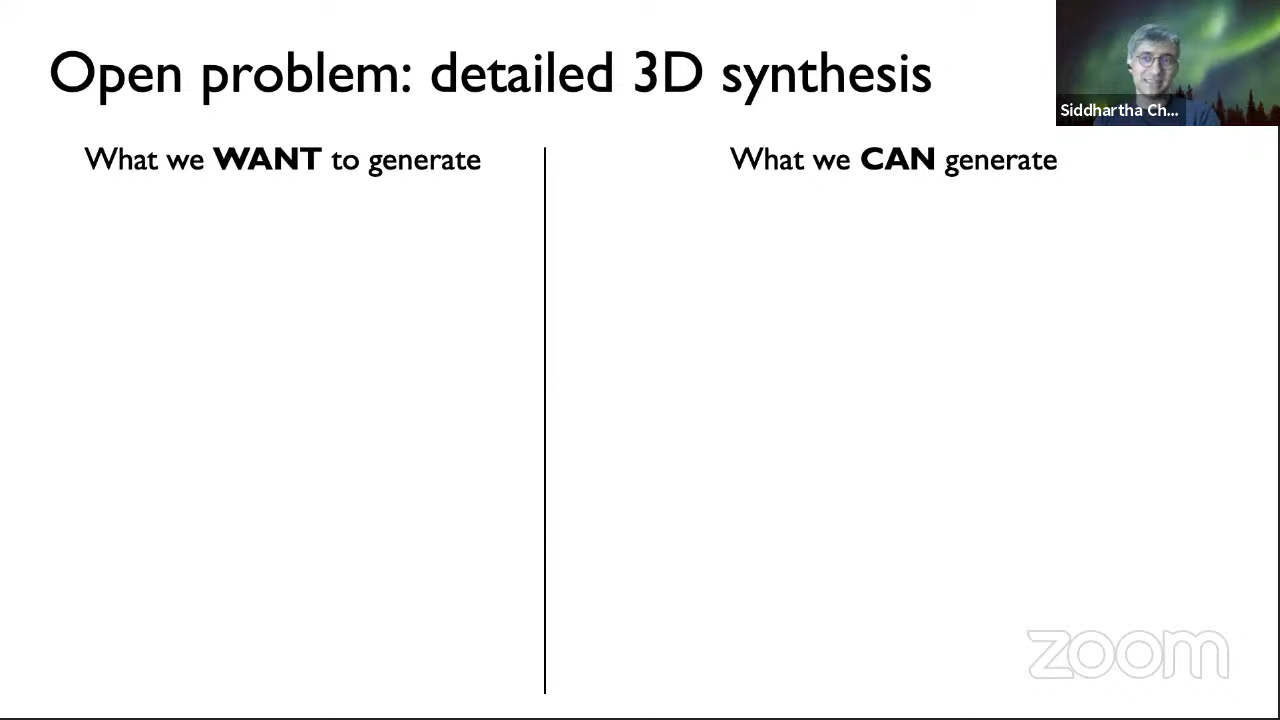 Open problem: detailed 3D synthesis
Siddhartha Ch...
What we WANT to generate
What we CAN generate
zoom